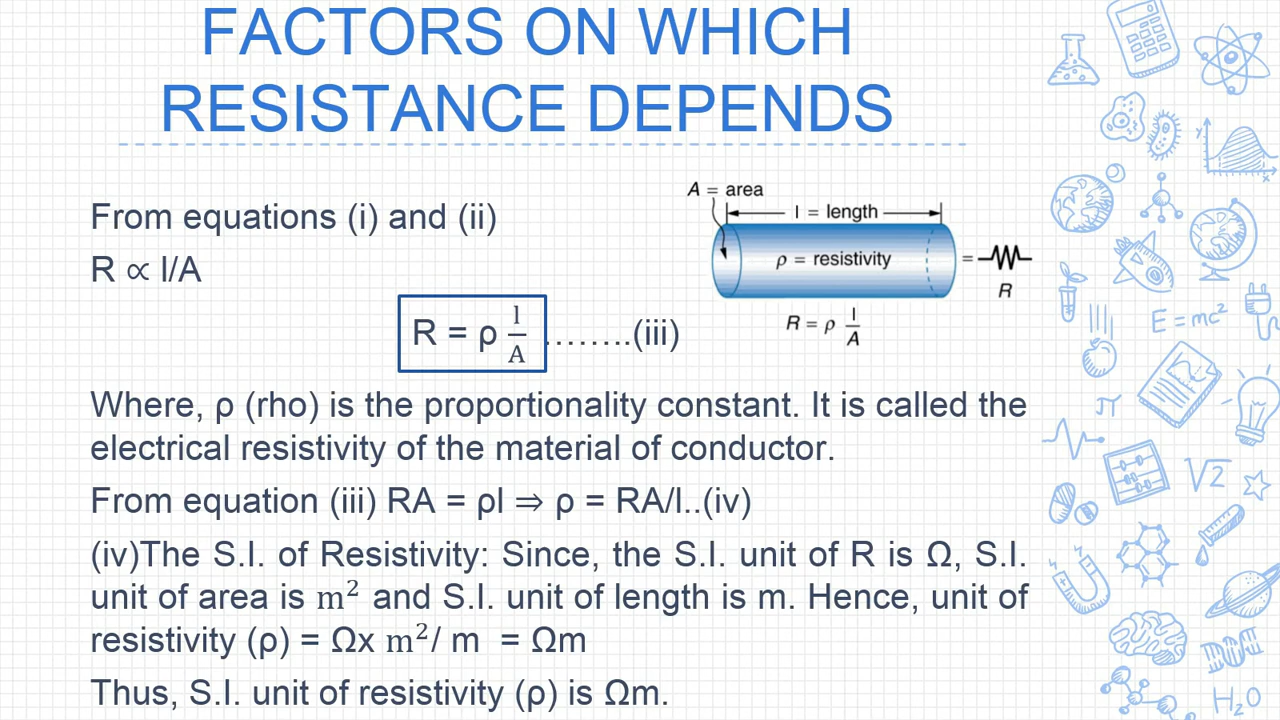 FACTORS ON WHICH
RESISTANCE DEPENDS
From equations (i) and (ii)
R ∝ l/A
R = ρ l/A ........(iii)
A = area
l = length
ρ = resistivity
=
R
R = ρ l/A
Where, ρ (rho) is the proportionality constant. It is called the
electrical resistivity of the material of conductor.
From equation (iii) RA = ρl ⇒ ρ = RA/l..(iv)
(iv)The S.I. of Resistivity: Since, the S.I. unit of R is Ω, S.I.
unit of area is m² and S.I. unit of length is m. Hence, unit of
resistivity (ρ) = Ωx m²/ m = Ωm
Thus, S.I. unit of resistivity (ρ) is Ωm.
y
x
E=mc²
π
√2
H₂O